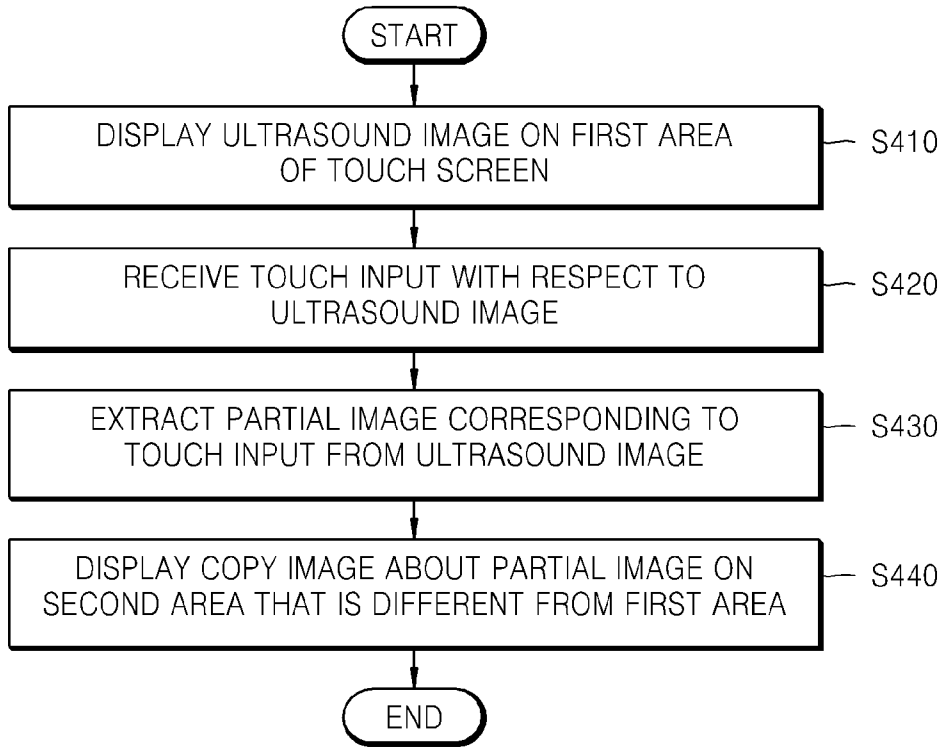 START
DISPLAY ULTRASOUND IMAGE ON FIRST AREA
OF TOUCH SCREEN
S410
RECEIVE TOUCH INPUT WITH RESPECT TO
ULTRASOUND IMAGE
S420
EXTRACT PARTIAL IMAGE CORRESPONDING TO
TOUCH INPUT FROM ULTRASOUND IMAGE
S430
DISPLAY COPY IMAGE ABOUT PARTIAL IMAGE ON
SECOND AREA THAT IS DIFFERENT FROM FIRST AREA
S440
END